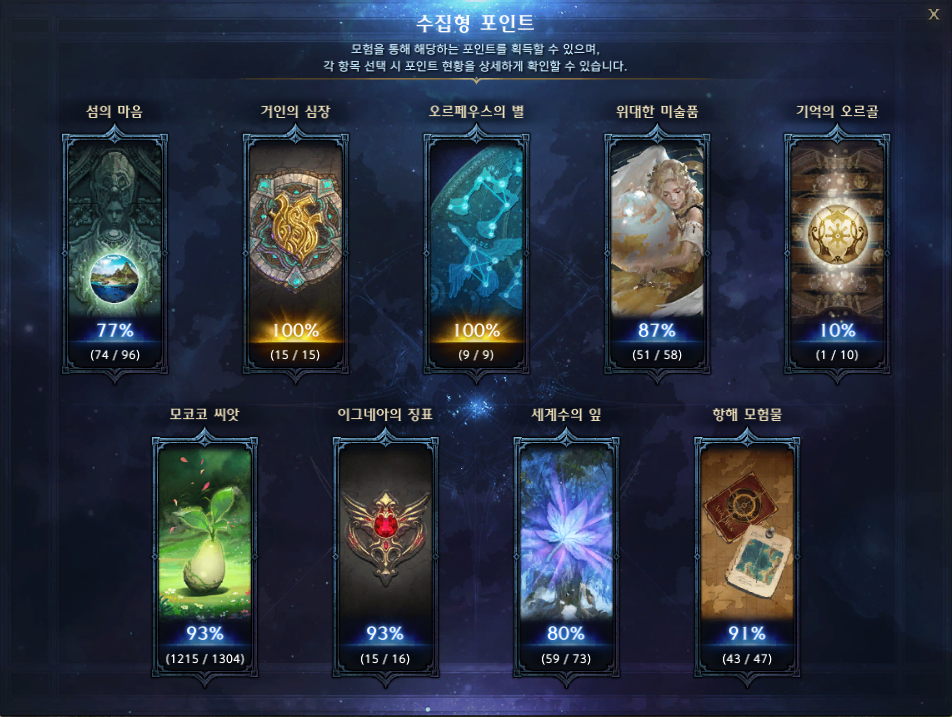 X
수집형 포인트
모험을 통해 해당하는 포인트를 획득할 수 있으며,
각 항목 선택 시 포인트 현황을 상세하게 확인할 수 있습니다.
섬의 마음
77%
(74 / 96)
거인의 심장
100%
(15 / 15)
오르페우스의 별
100%
(9 / 9)
위대한 미술품
87%
(51 / 58)
기억의 오르골
10%
(1 / 10)
모코코 씨앗
93%
(1215 / 1304)
이그네아의 징표
93%
(15 / 16)
세계수의 잎
80%
(59 / 73)
항해 모험물
91%
(43 / 47)